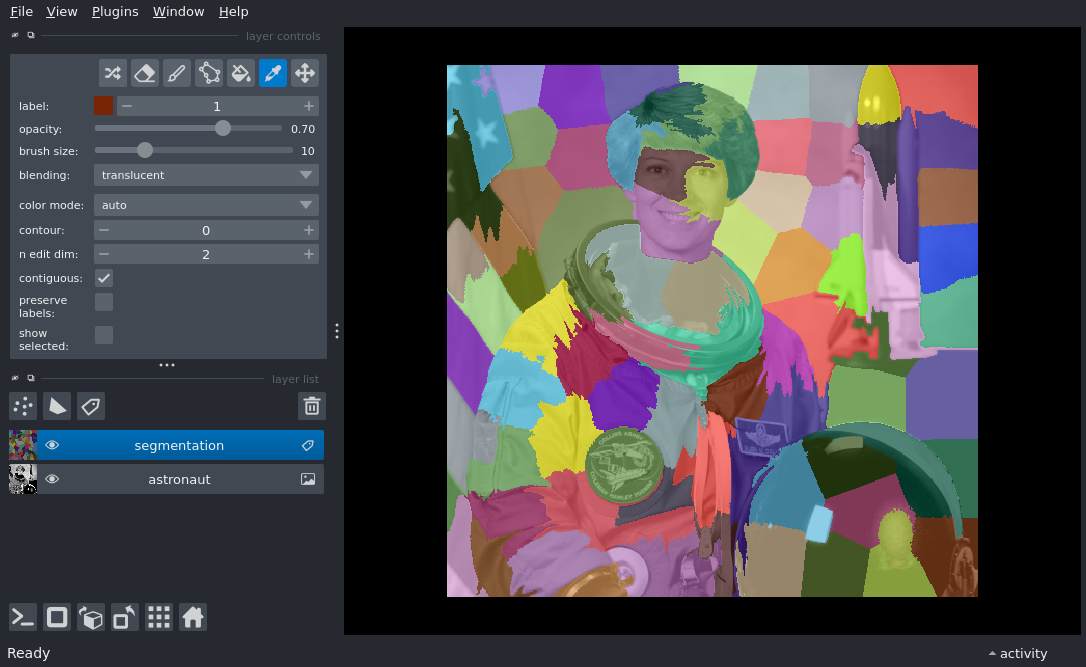 File View Plugins Window Help
layer controls
label: 1
opacity: 0.70
brush size: 10
blending: translucent
color mode: auto
contour: 0
n edit dim: 2
contiguous:
preserve
labels:
show
selected:
layer list
segmentation
astronaut
Ready
activity